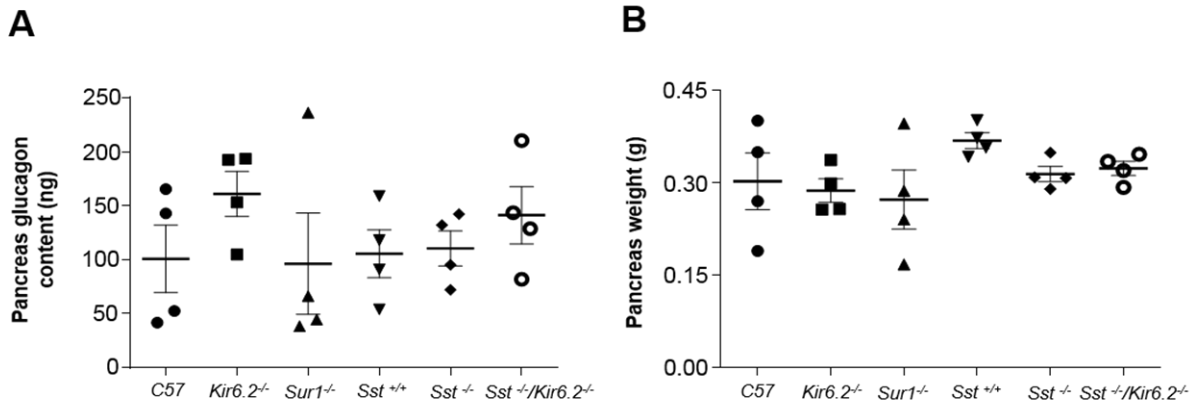 A
B
Pancreas glucagon
content (ng)
250
200
150
100
50
0
C57
Kir6.2-/-
Sur1-/-
Sst +/+
Sst -/-
Sst -/-/Kir6.2-/-
Pancreas weight (g)
0.45
0.30
0.15
0.00
C57
Kir6.2-/-
Sur1-/-
Sst +/+
Sst -/-
Sst -/-/Kir6.2-/-